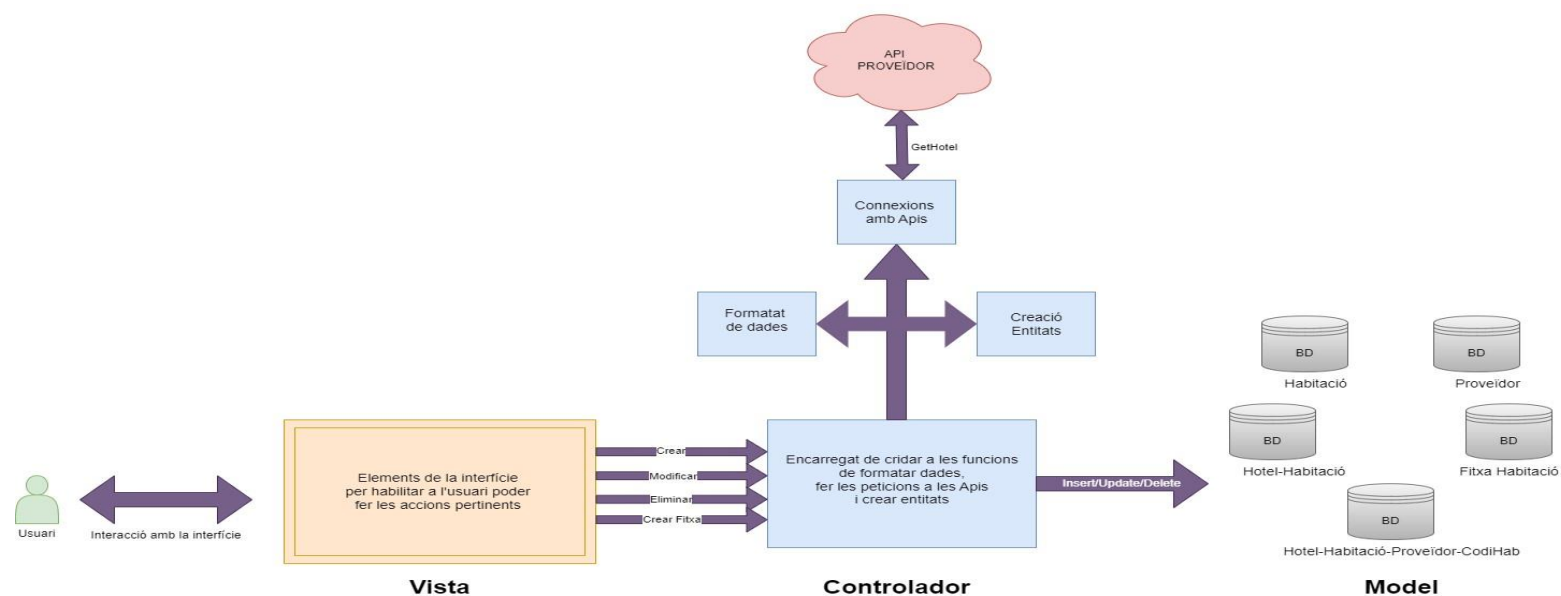 API
PROVEÏDOR
GetHotel
Connexions
amb Apis
Formatat
de dades
Creació
Entitats
BD
Habitació
BD
Proveïdor
BD
Hotel-Habitació
BD
Fitxa Habitació
BD
Hotel-Habitació-Proveïdor-CodiHab
Usuari
Interacció amb la interfície
Elements de la interfície
per habilitar a l'usuari poder
fer les accions pertinents
Crear
Modificar
Eliminar
Crear Fitxa
Encarregat de cridar a les funcions
de formatar dades,
fer les peticions a les Apis
i crear entitats
Insert/Update/Delete
Vista
Controlador
Model